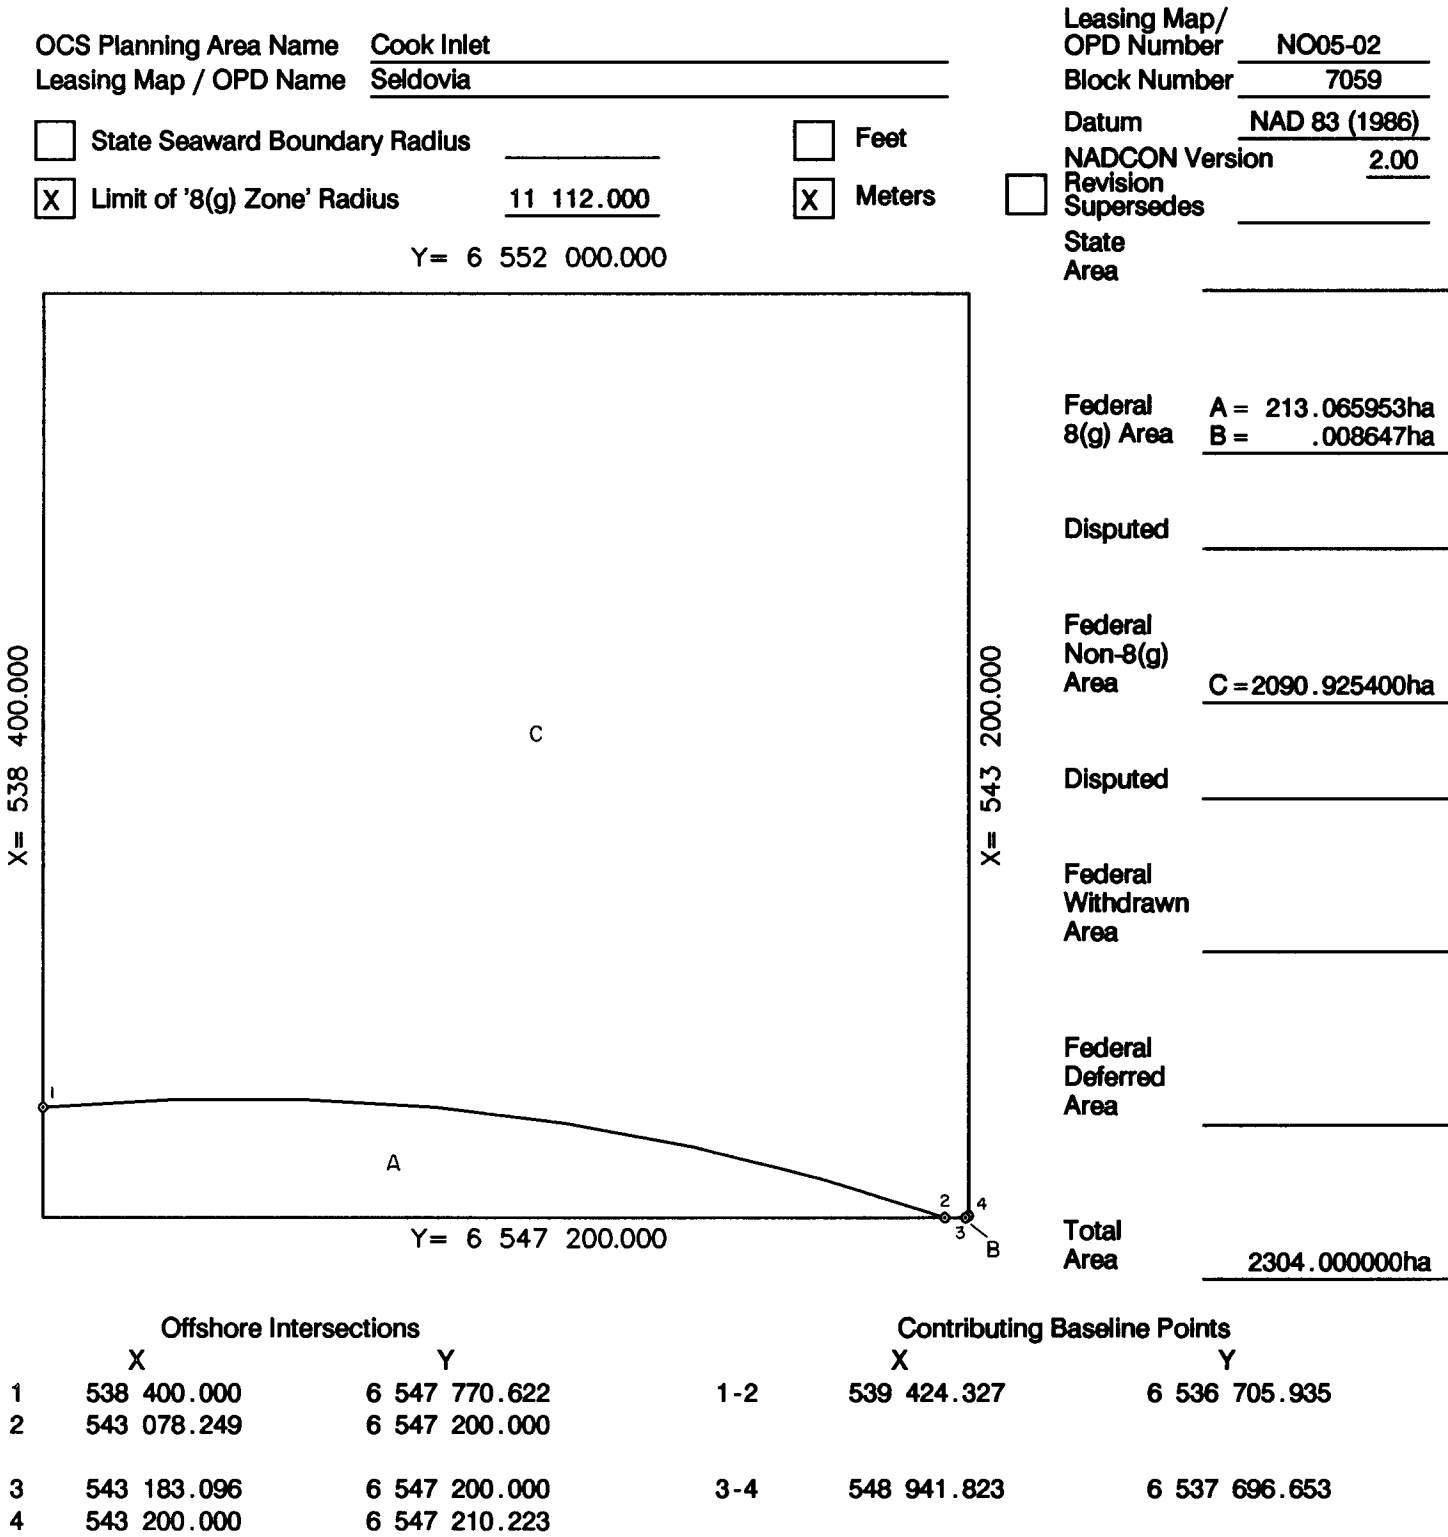 OCS Planning Area Name Cook Inlet
Leasing Map / OPD Name Seldovia
Leasing Map/
OPD Number NO05-02
Block Number 7059
Datum NAD 83 (1986)
NADCON Version 2.00
Revision
Supersedes
State Seaward Boundary Radius
Feet
X Limit of '8(g) Zone' Radius 11 112.000
X Meters
State
Area
Y= 6 552 000.000
X= 538 400.000
X= 543 200.000
C
1
A
2
4
3
B
Y= 6 547 200.000
Federal A = 213.065953ha
8(g) Area B = .008647ha
Disputed
Federal
Non-8(g)
Area C =2090.925400ha
Disputed
Federal
Withdrawn
Area
Federal
Deferred
Area
Total
Area 2304.000000ha
Offshore Intersections
X Y
1 538 400.000 6 547 770.622
2 543 078.249 6 547 200.000
3 543 183.096 6 547 200.000
4 543 200.000 6 547 210.223
Contributing Baseline Points
X Y
1-2 539 424.327 6 536 705.935
3-4 548 941.823 6 537 696.653